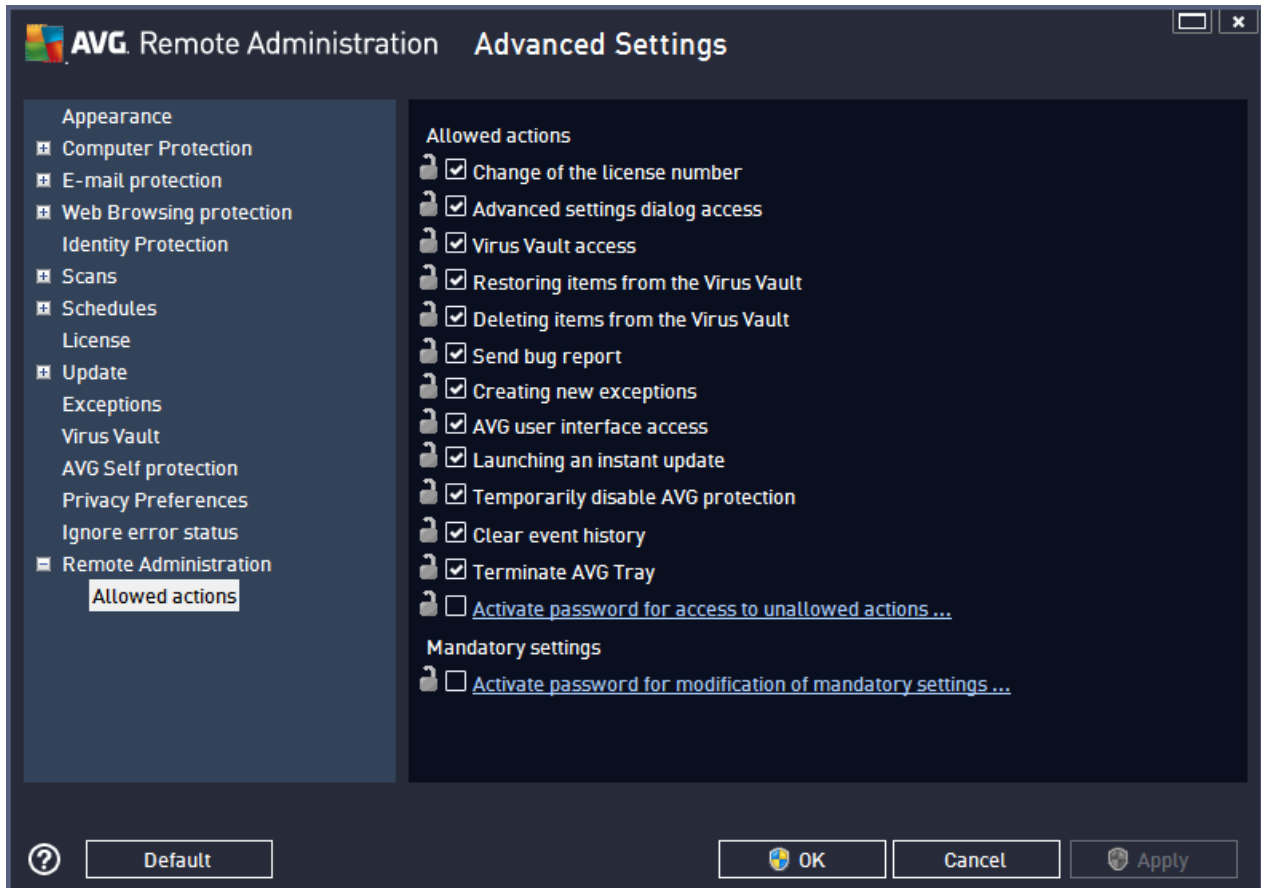 AVG. Remote Administration Advanced Settings
Appearance
Computer Protection
E-mail protection
Web Browsing protection
Identity Protection
Scans
Schedules
License
Update
Exceptions
Virus Vault
AVG Self protection
Privacy Preferences
Ignore error status
Remote Administration
Allowed actions
Allowed actions
Change of the license number
Advanced settings dialog access
Virus Vault access
Restoring items from the Virus Vault
Deleting items from the Virus Vault
Send bug report
Creating new exceptions
AVG user interface access
Launching an instant update
Temporarily disable AVG protection
Clear event history
Terminate AVG Tray
Activate password for access to unallowed actions ...
Mandatory settings
Activate password for modification of mandatory settings ...
? Default OK Cancel Apply